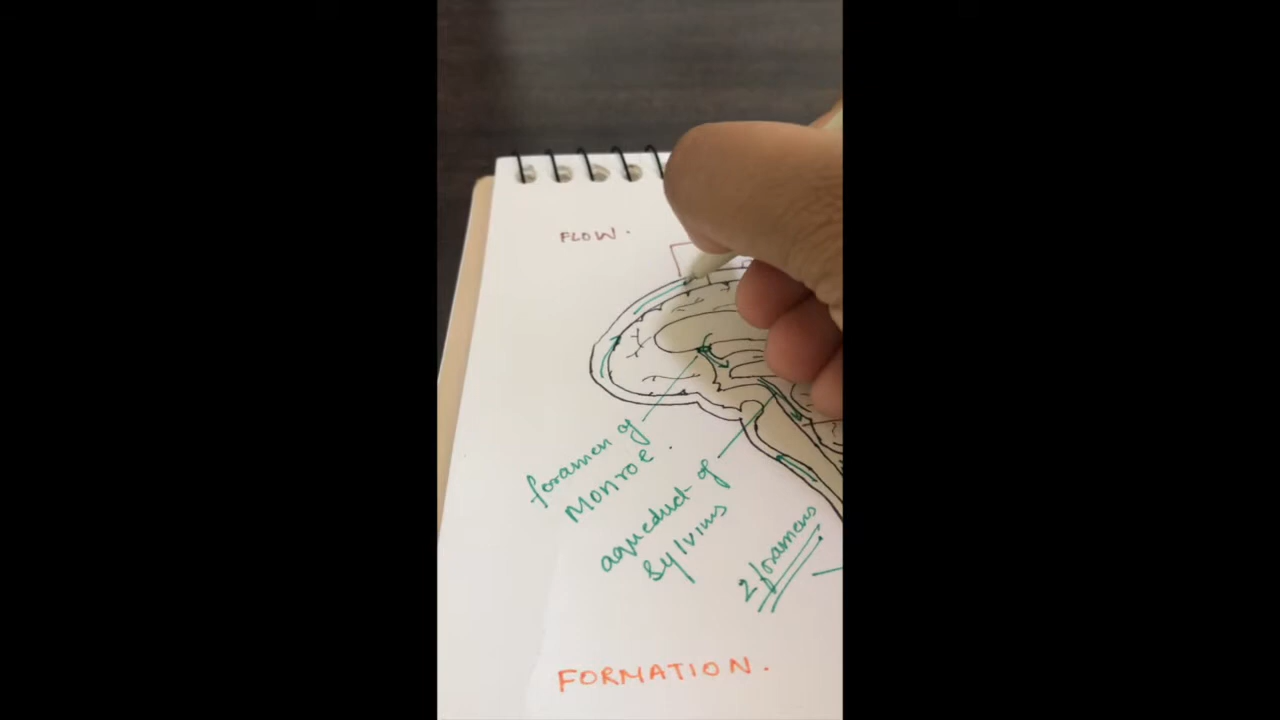 FLOW.
foramen of
Monroe.
aqueduct of
Sylvius
2 foramens
FORMATION.